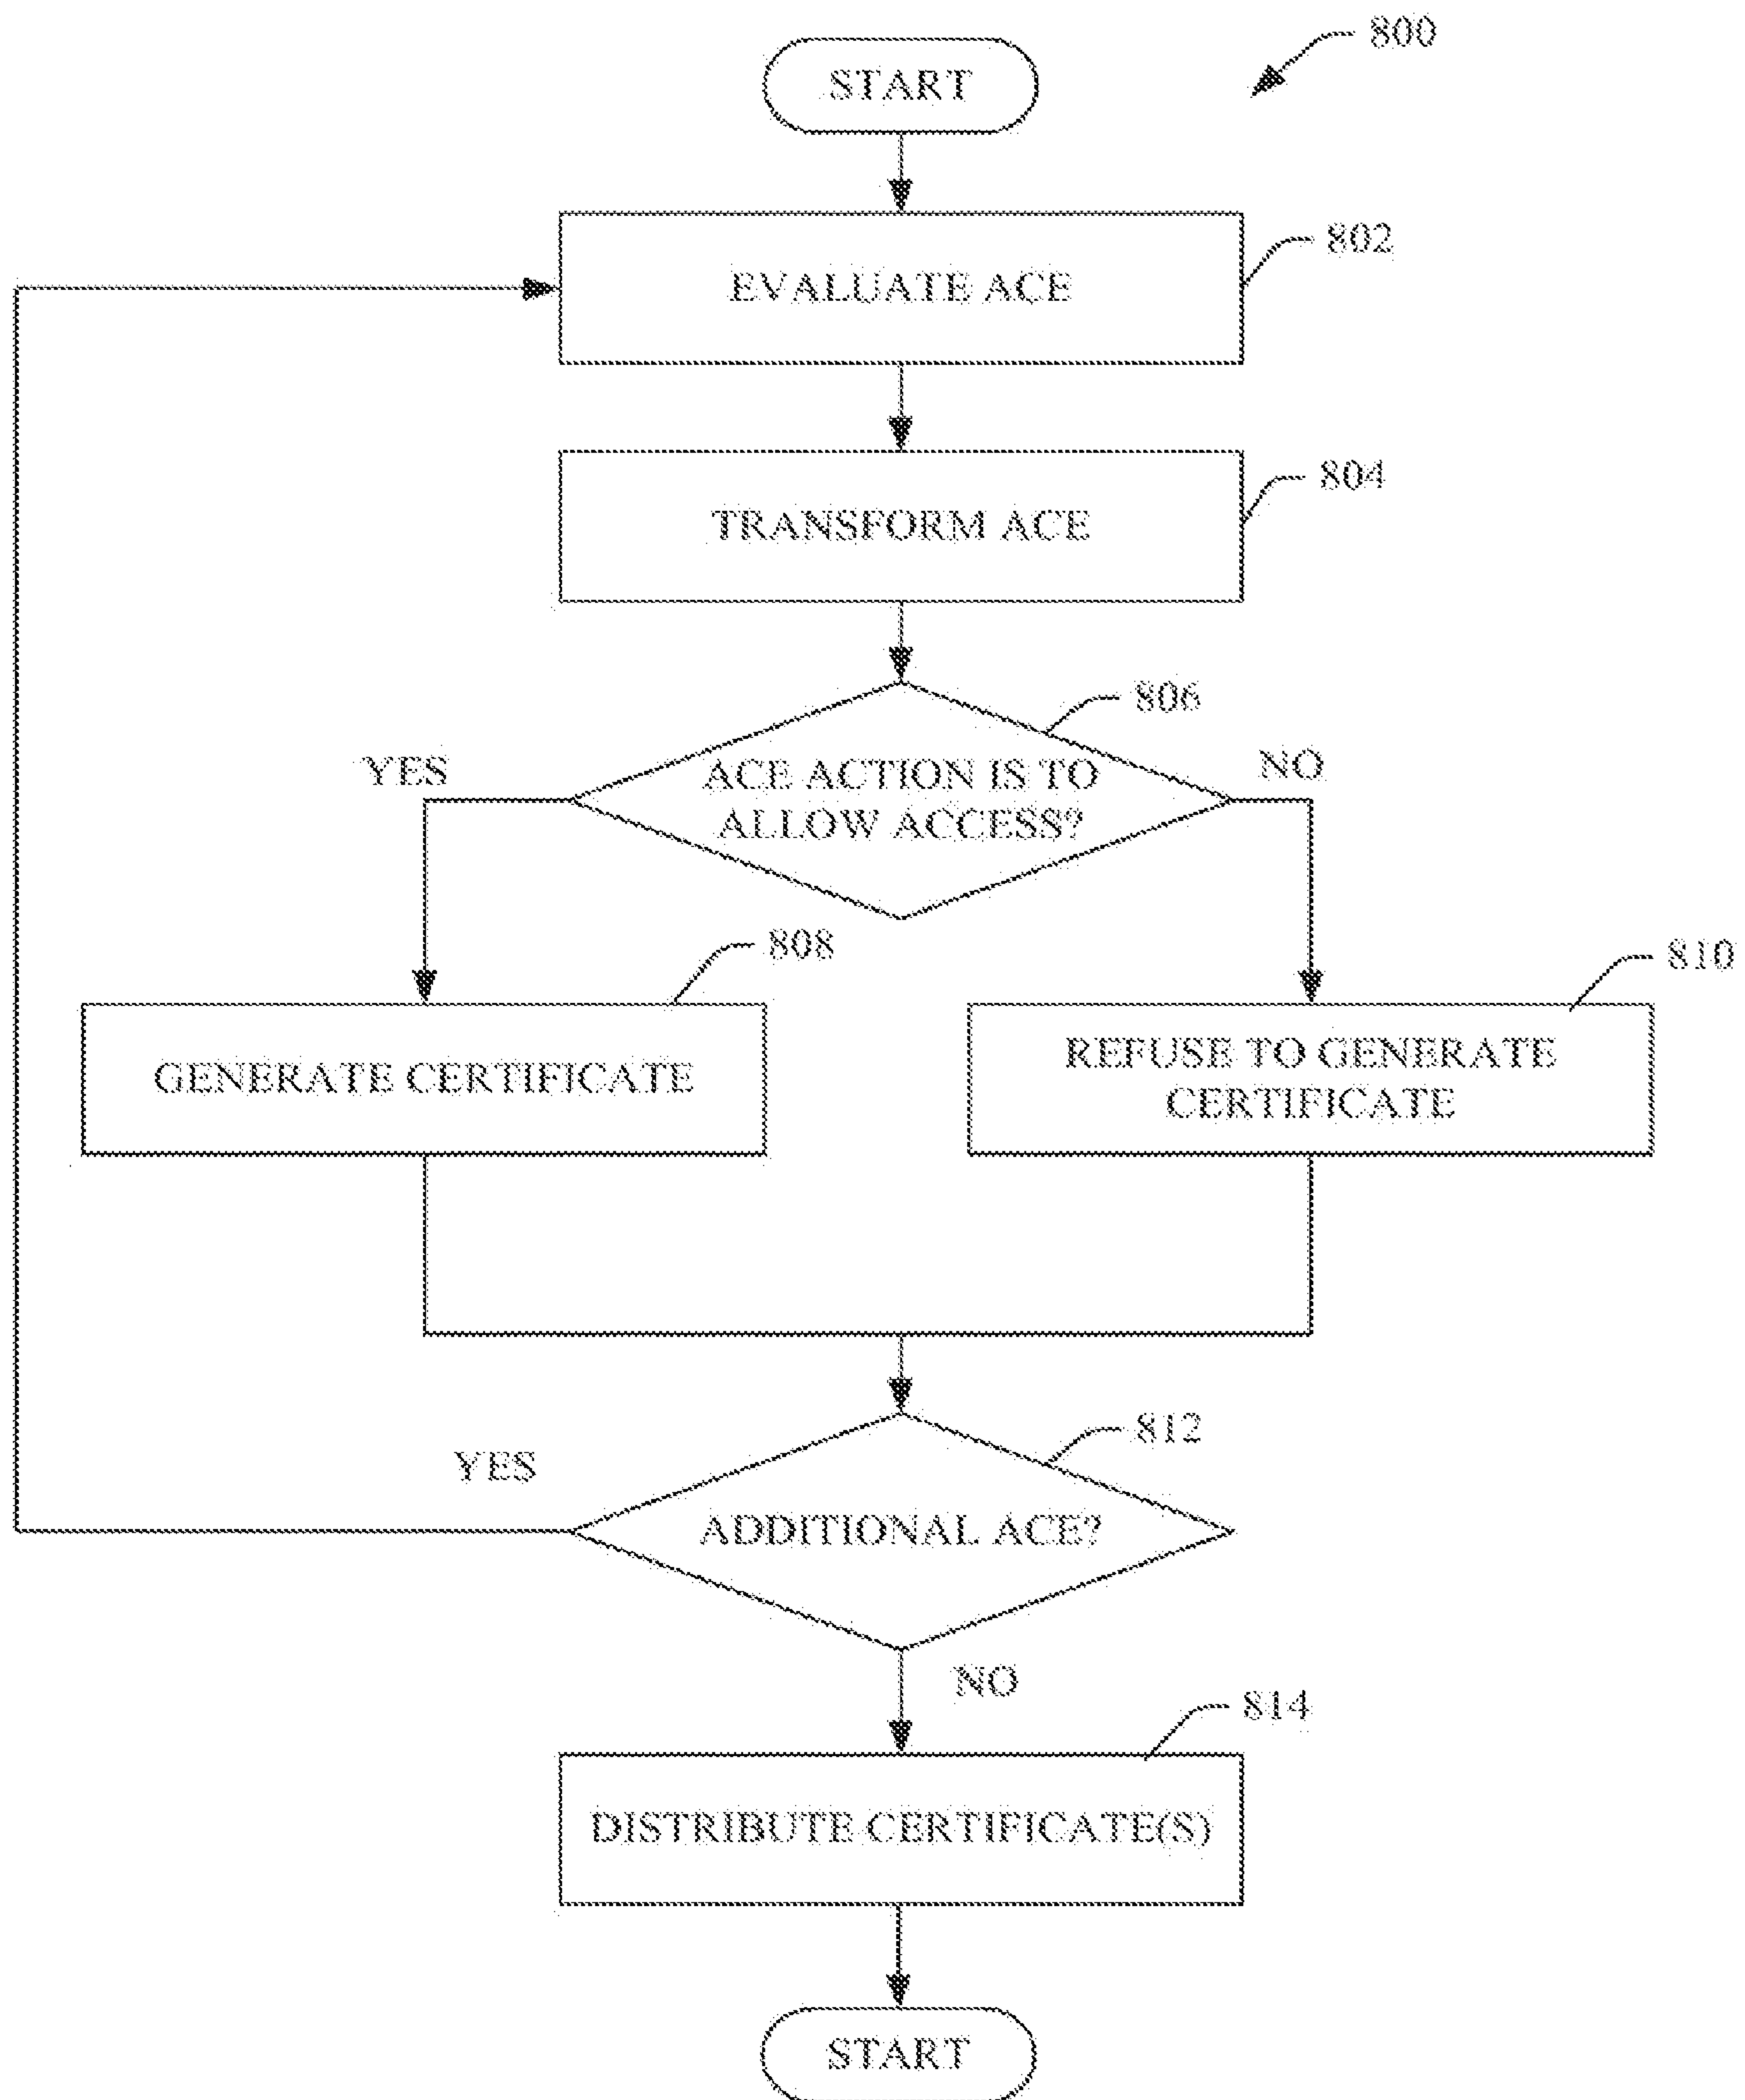 800
START
802
EVALUATE ACE
804
TRANSFORM ACE
806
YES
ACE ACTION IS TO
ALLOW ACCESS?
NO
808
810
GENERATE CERTIFICATE
REFUSE TO GENERATE
CERTIFICATE
812
YES
ADDITIONAL ACE?
NO
814
DISTRIBUTE CERTIFICATE(S)
START